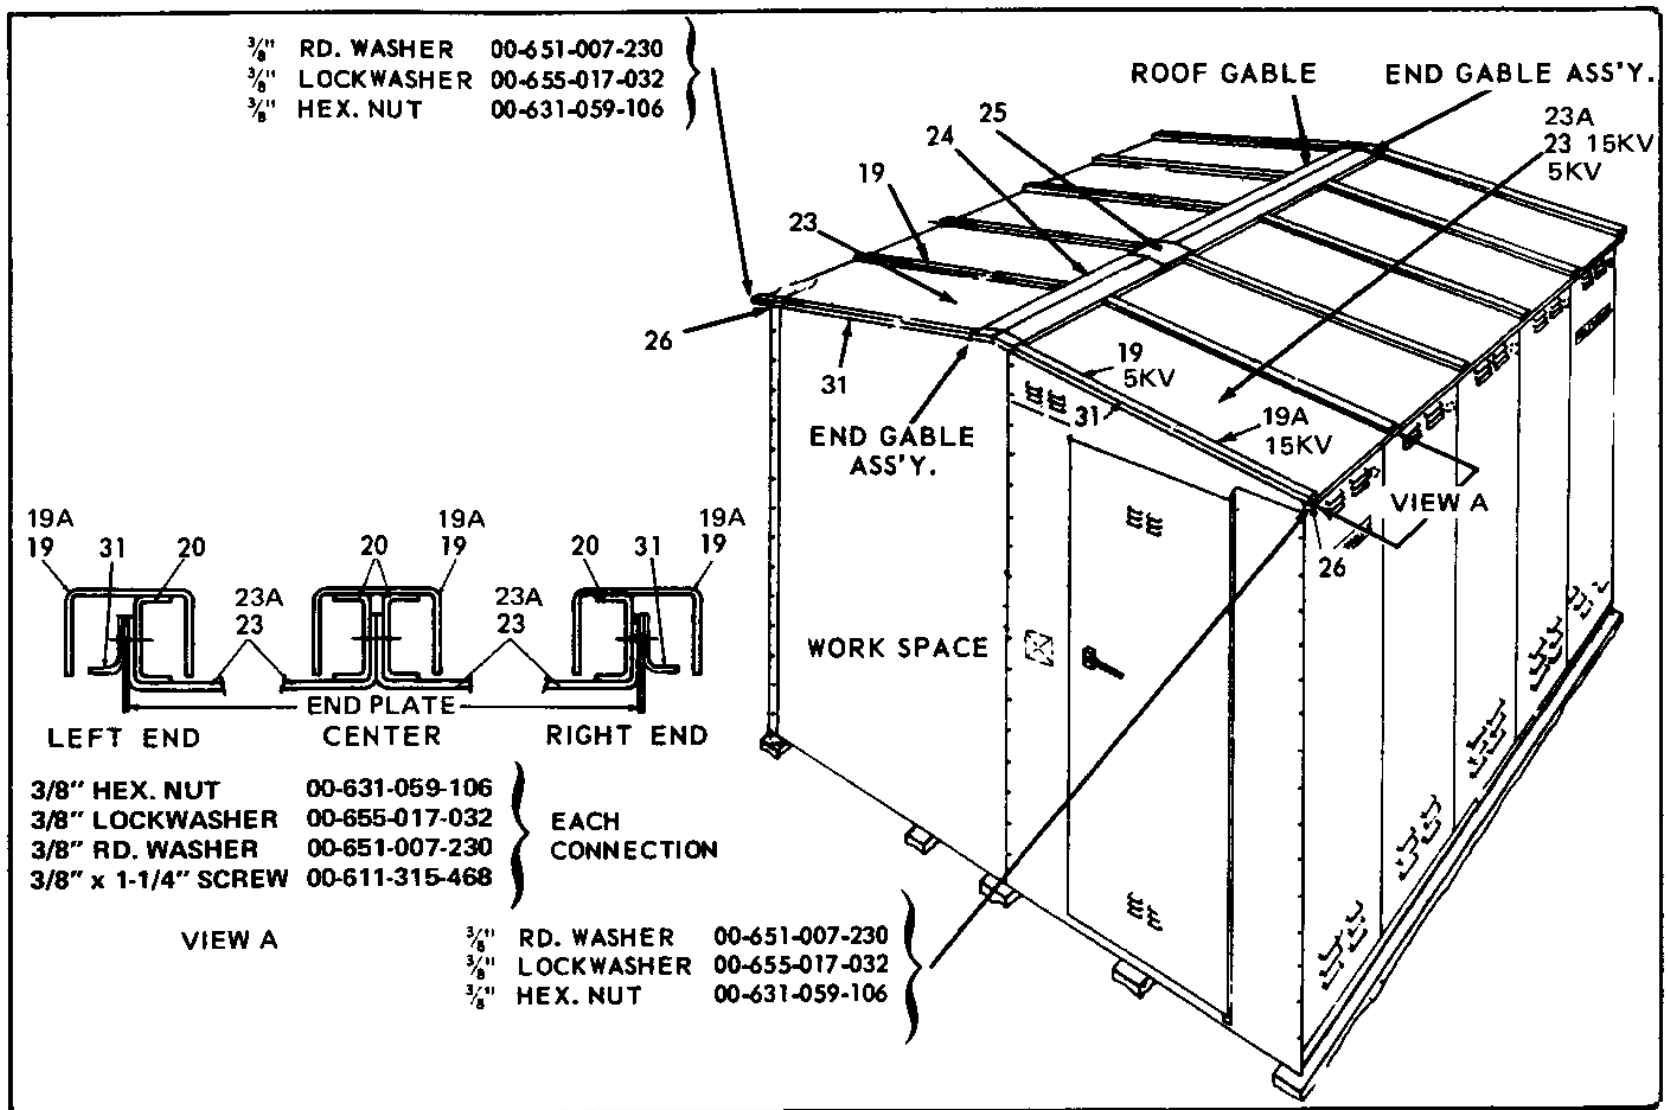 3/8" RD. WASHER 00-651-007-230
3/8" LOCKWASHER 00-655-017-032
3/8" HEX. NUT 00-631-059-106
ROOF GABLE
END GABLE ASS'Y.
23A
23 15KV
5KV
25
24
19
23
26
31
END GABLE
ASS'Y.
19
5KV
31
19A
15KV
VIEW A
26
WORK SPACE
19A
19 31 20
20
19A
19
20 31
19A
19
23A
23
23A
23
END PLATE
LEFT END CENTER RIGHT END
3/8" HEX. NUT 00-631-059-106
3/8" LOCKWASHER 00-655-017-032
3/8" RD. WASHER 00-651-007-230
3/8" x 1-1/4" SCREW 00-611-315-468
EACH
CONNECTION
VIEW A
3/8" RD. WASHER 00-651-007-230
3/8" LOCKWASHER 00-655-017-032
3/8" HEX. NUT 00-631-059-106